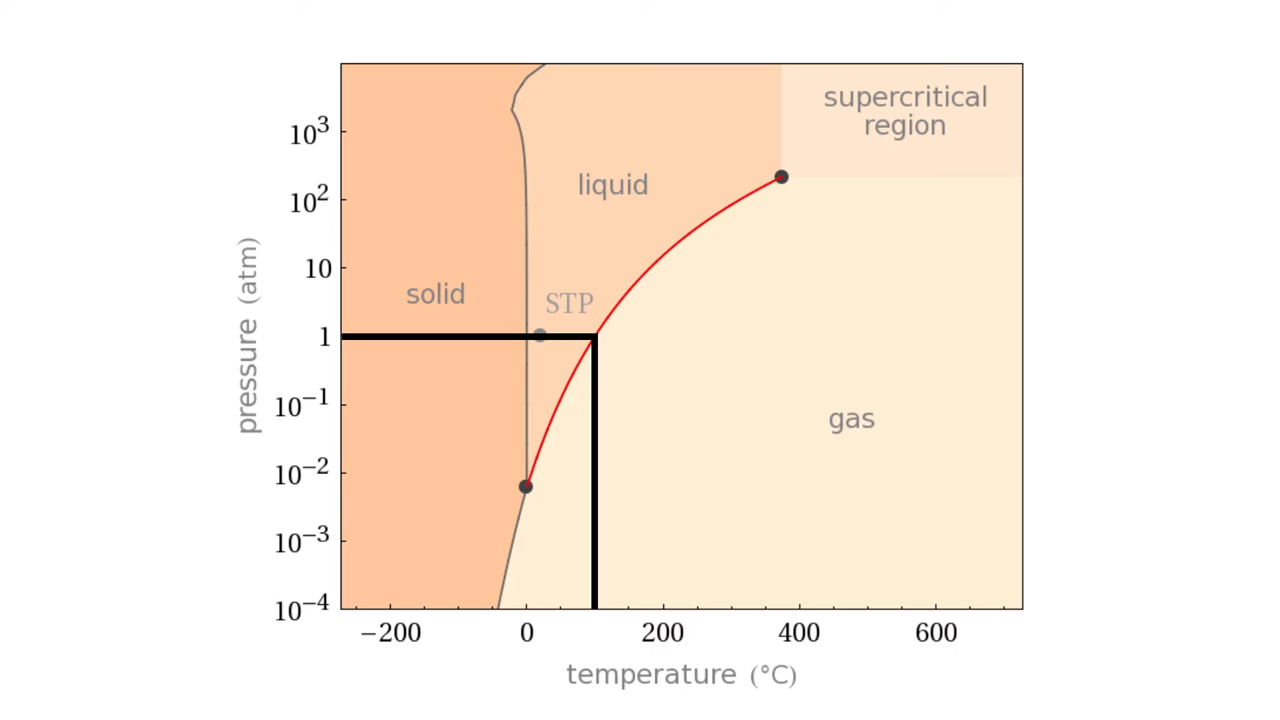 supercritical
region
10³
liquid
10²
10
solid
STP
1
10⁻¹
gas
10⁻²
10⁻³
10⁻⁴
pressure (atm)
−200 0 200 400 600
temperature (°C)